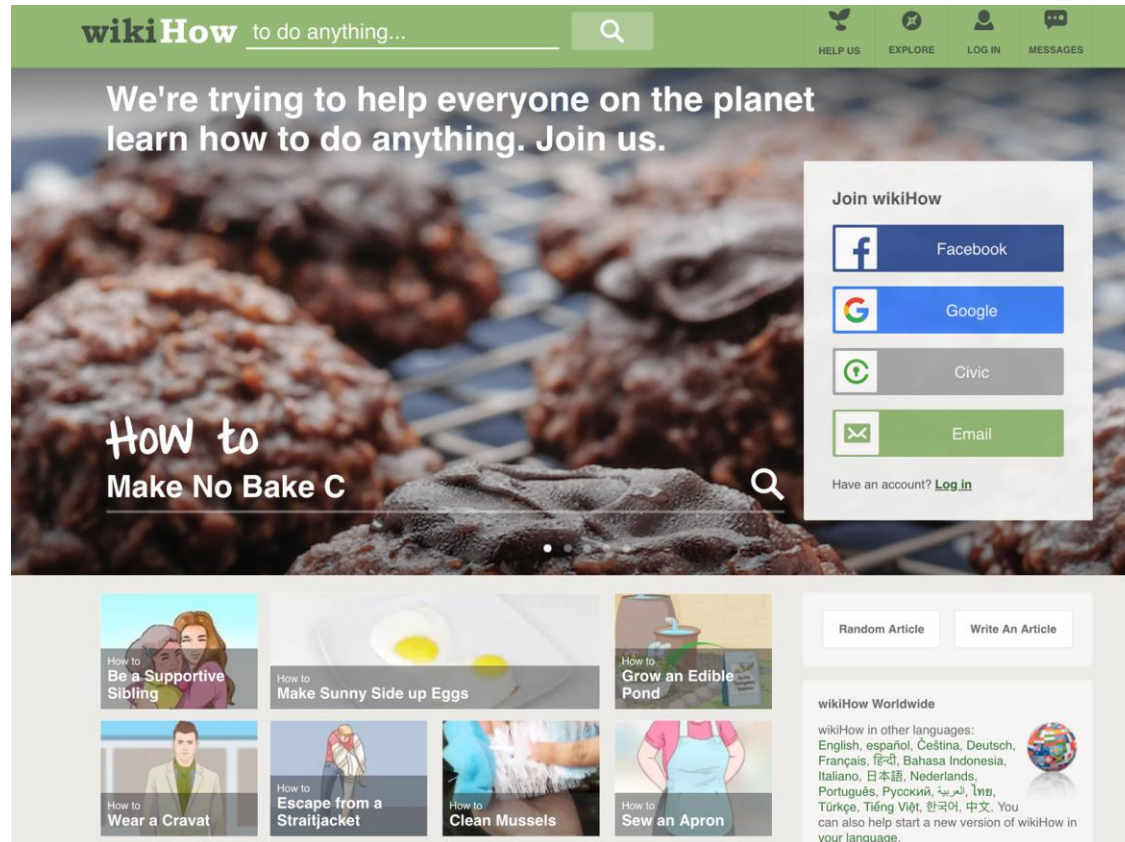 wikiHow to do anything...
HELP US
EXPLORE
LOG IN
MESSAGES
We're trying to help everyone on the planet
learn how to do anything. Join us.
Join wikiHow
Facebook
Google
Civic
Email
Have an account? Log in
How to
Make No Bake C
How to
Be a Supportive
Sibling
How to
Make Sunny Side up Eggs
How to
Grow an Edible
Pond
How to
Wear a Cravat
How to
Escape from a
Straitjacket
How to
Clean Mussels
How to
Sew an Apron
Random Article
Write An Article
wikiHow Worldwide
wikiHow in other languages:
English, español, Čeština, Deutsch,
Français, हिन्दी, Bahasa Indonesia,
Italiano, 日本語, Nederlands,
Português, Русский, العربية, ไทย,
Türkçe, Tiếng Việt, 한국어, 中文. You
can also help start a new version of wikiHow in
your language.